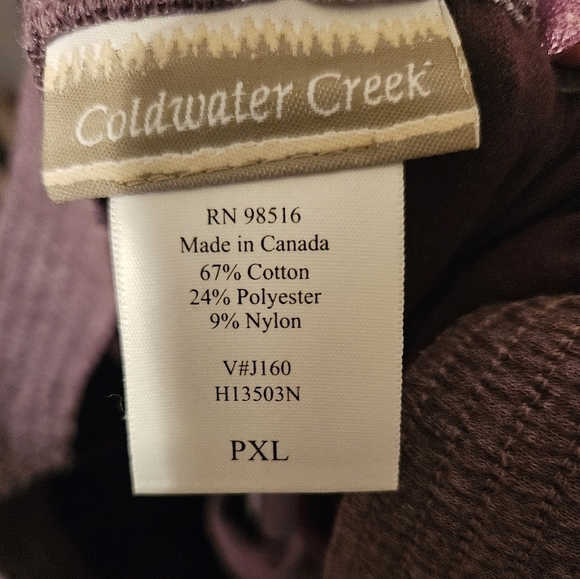 Coldwater Creek
RN 98516
Made in Canada
67% Cotton
24% Polyester
9% Nylon
V#J160
H13503N
PXL